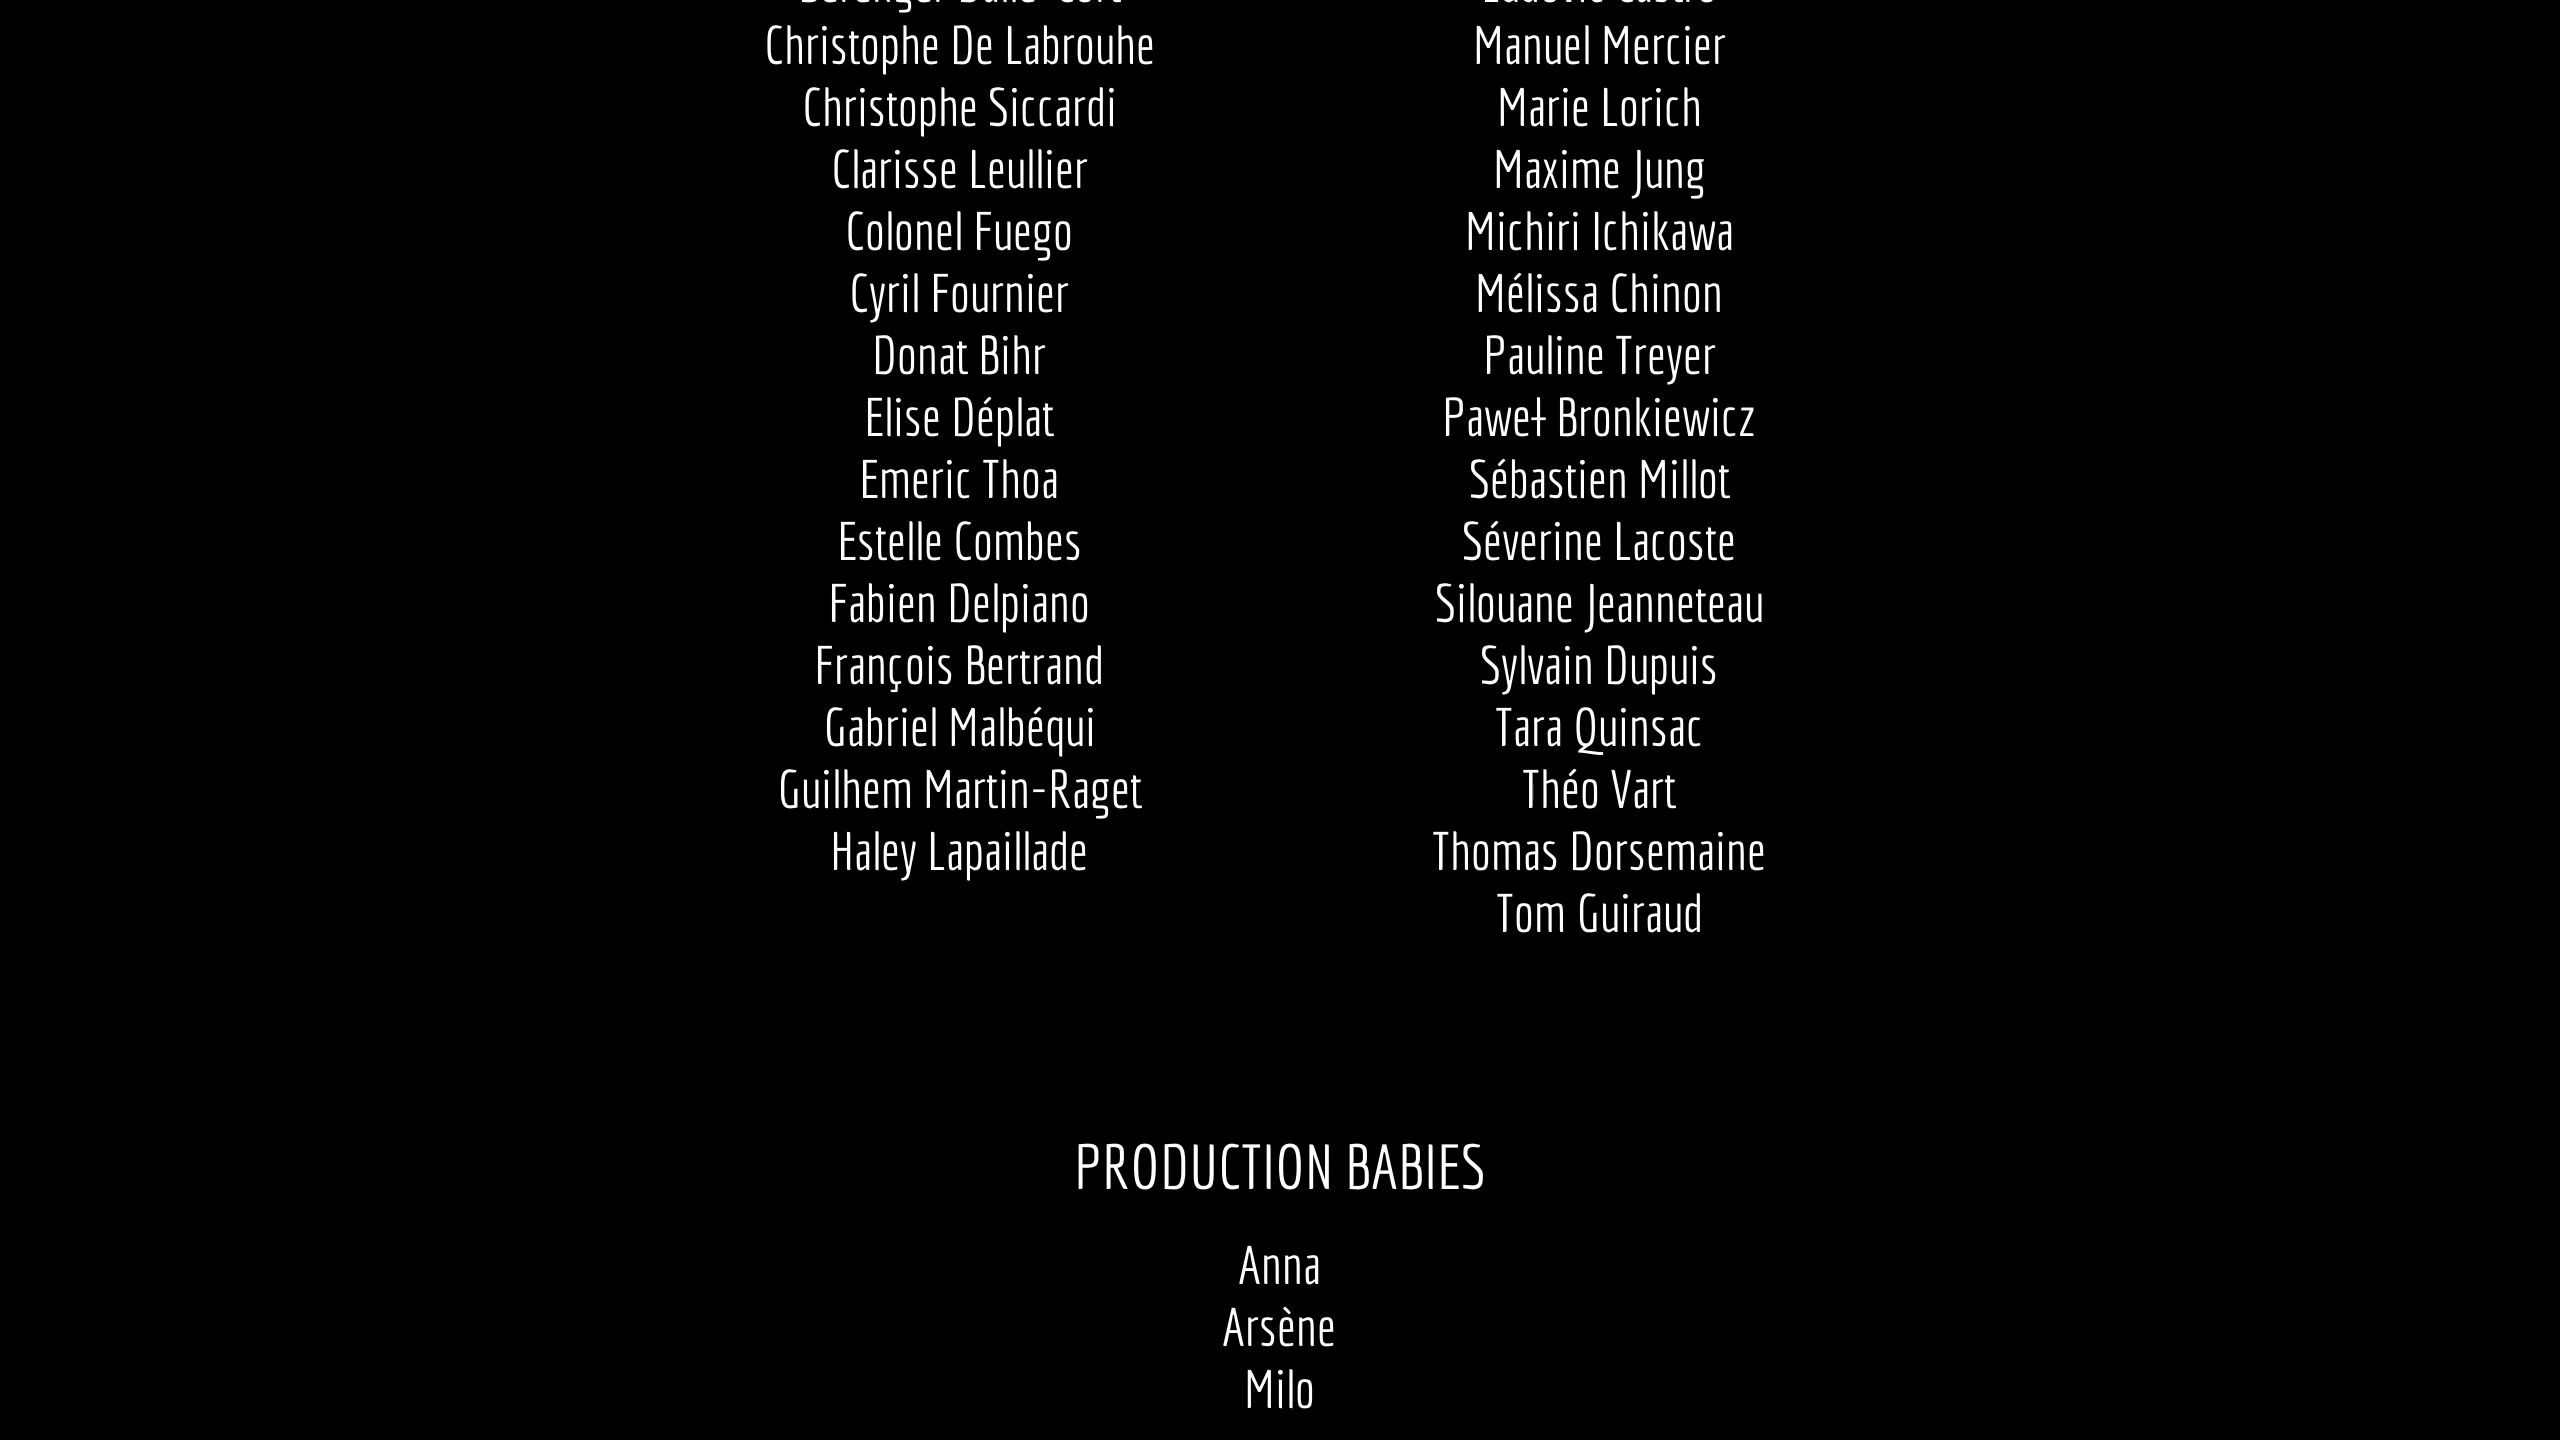 Christophe De Labrouhe
Christophe Siccardi
Clarisse Leullier
Colonel Fuego
Cyril Fournier
Donat Bihr
Elise Déplat
Emeric Thoa
Estelle Combes
Fabien Delpiano
François Bertrand
Gabriel Malbéqui
Guilhem Martin-Raget
Haley Lapaillade
Manuel Mercier
Marie Lorich
Maxime Jung
Michiri Ichikawa
Mélissa Chinon
Pauline Treyer
Paweł Bronkiewicz
Sébastien Millot
Séverine Lacoste
Silouane Jeanneteau
Sylvain Dupuis
Tara Quinsac
Théo Vart
Thomas Dorsemaine
Tom Guiraud
PRODUCTION BABIES
Anna
Arsène
Milo